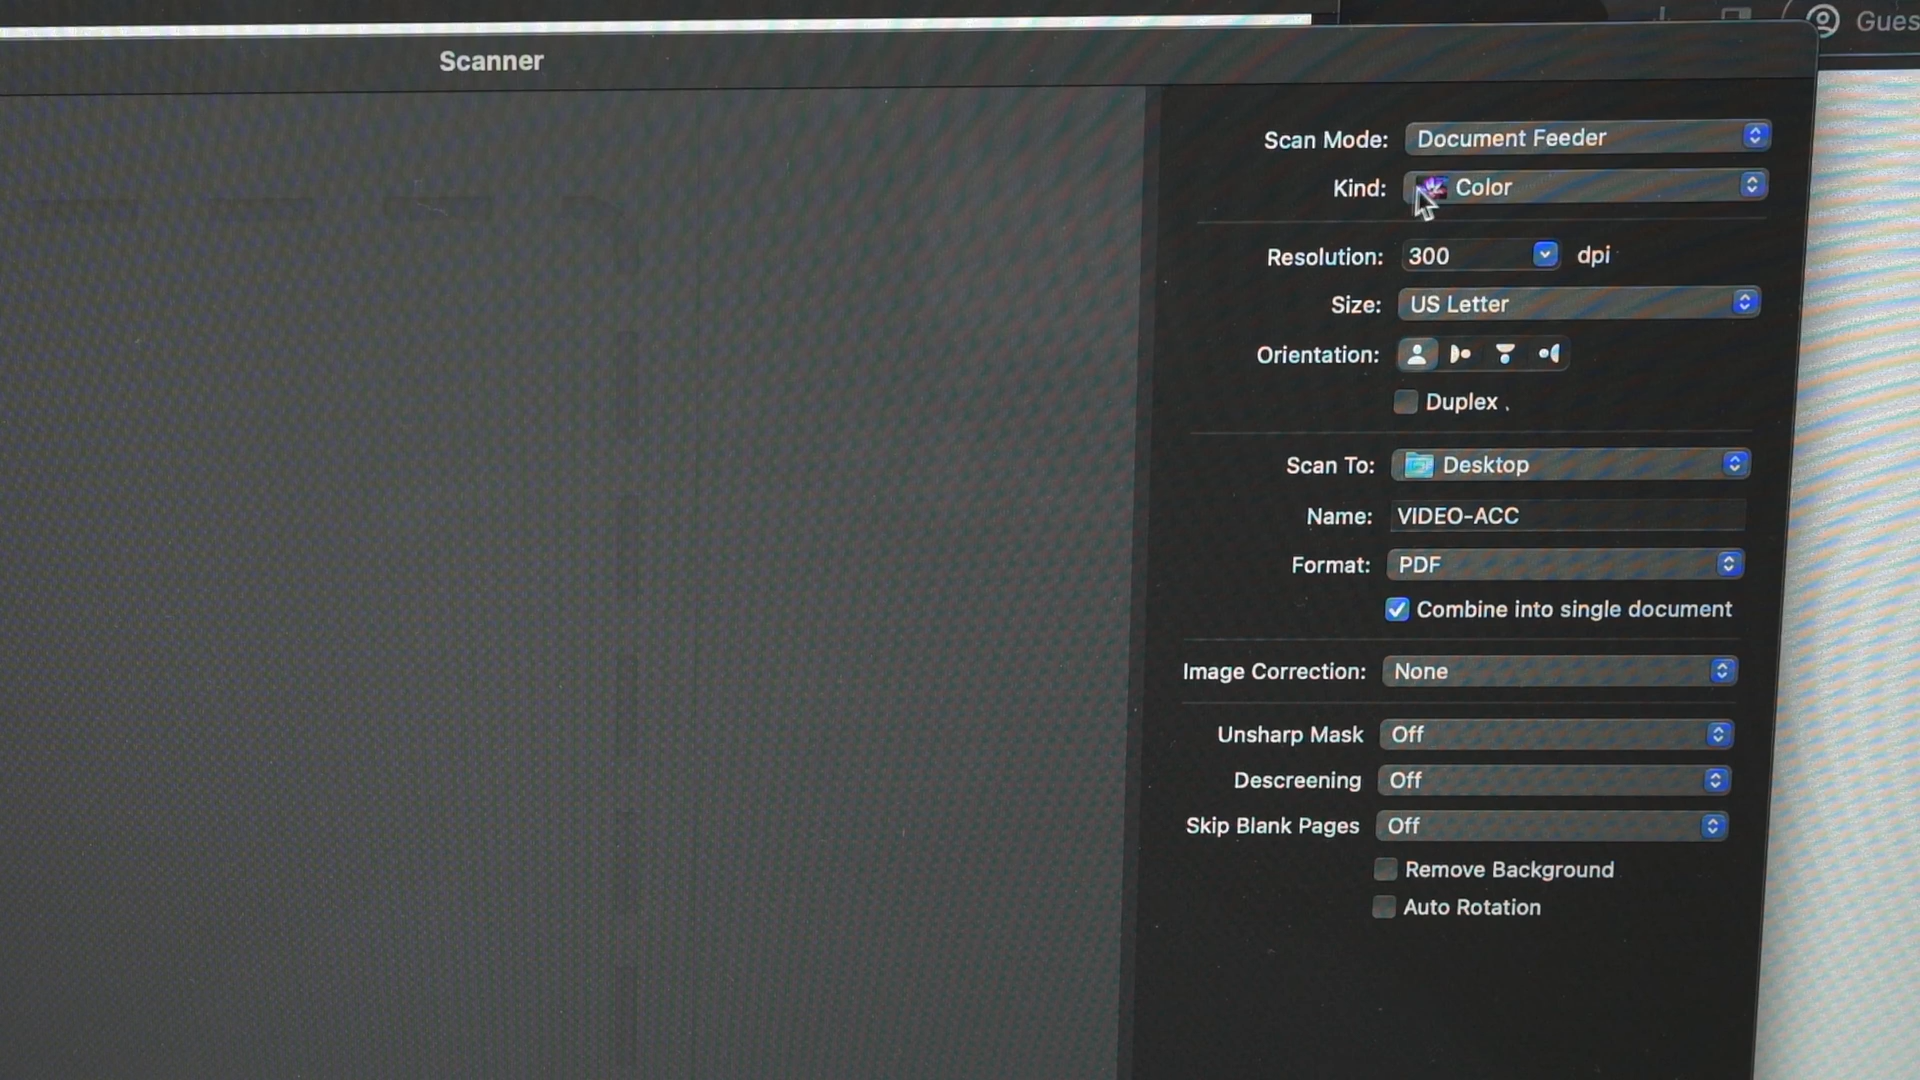 Scanner
Scan Mode: Document Feeder
Kind: Color
Resolution: 300 dpi
Size: US Letter
Orientation:
Duplex
Scan To: Desktop
Name: VIDEO-ACC
Format: PDF
Combine into single document
Image Correction: None
Unsharp Mask Off
Descreening Off
Skip Blank Pages Off
Remove Background
Auto Rotation